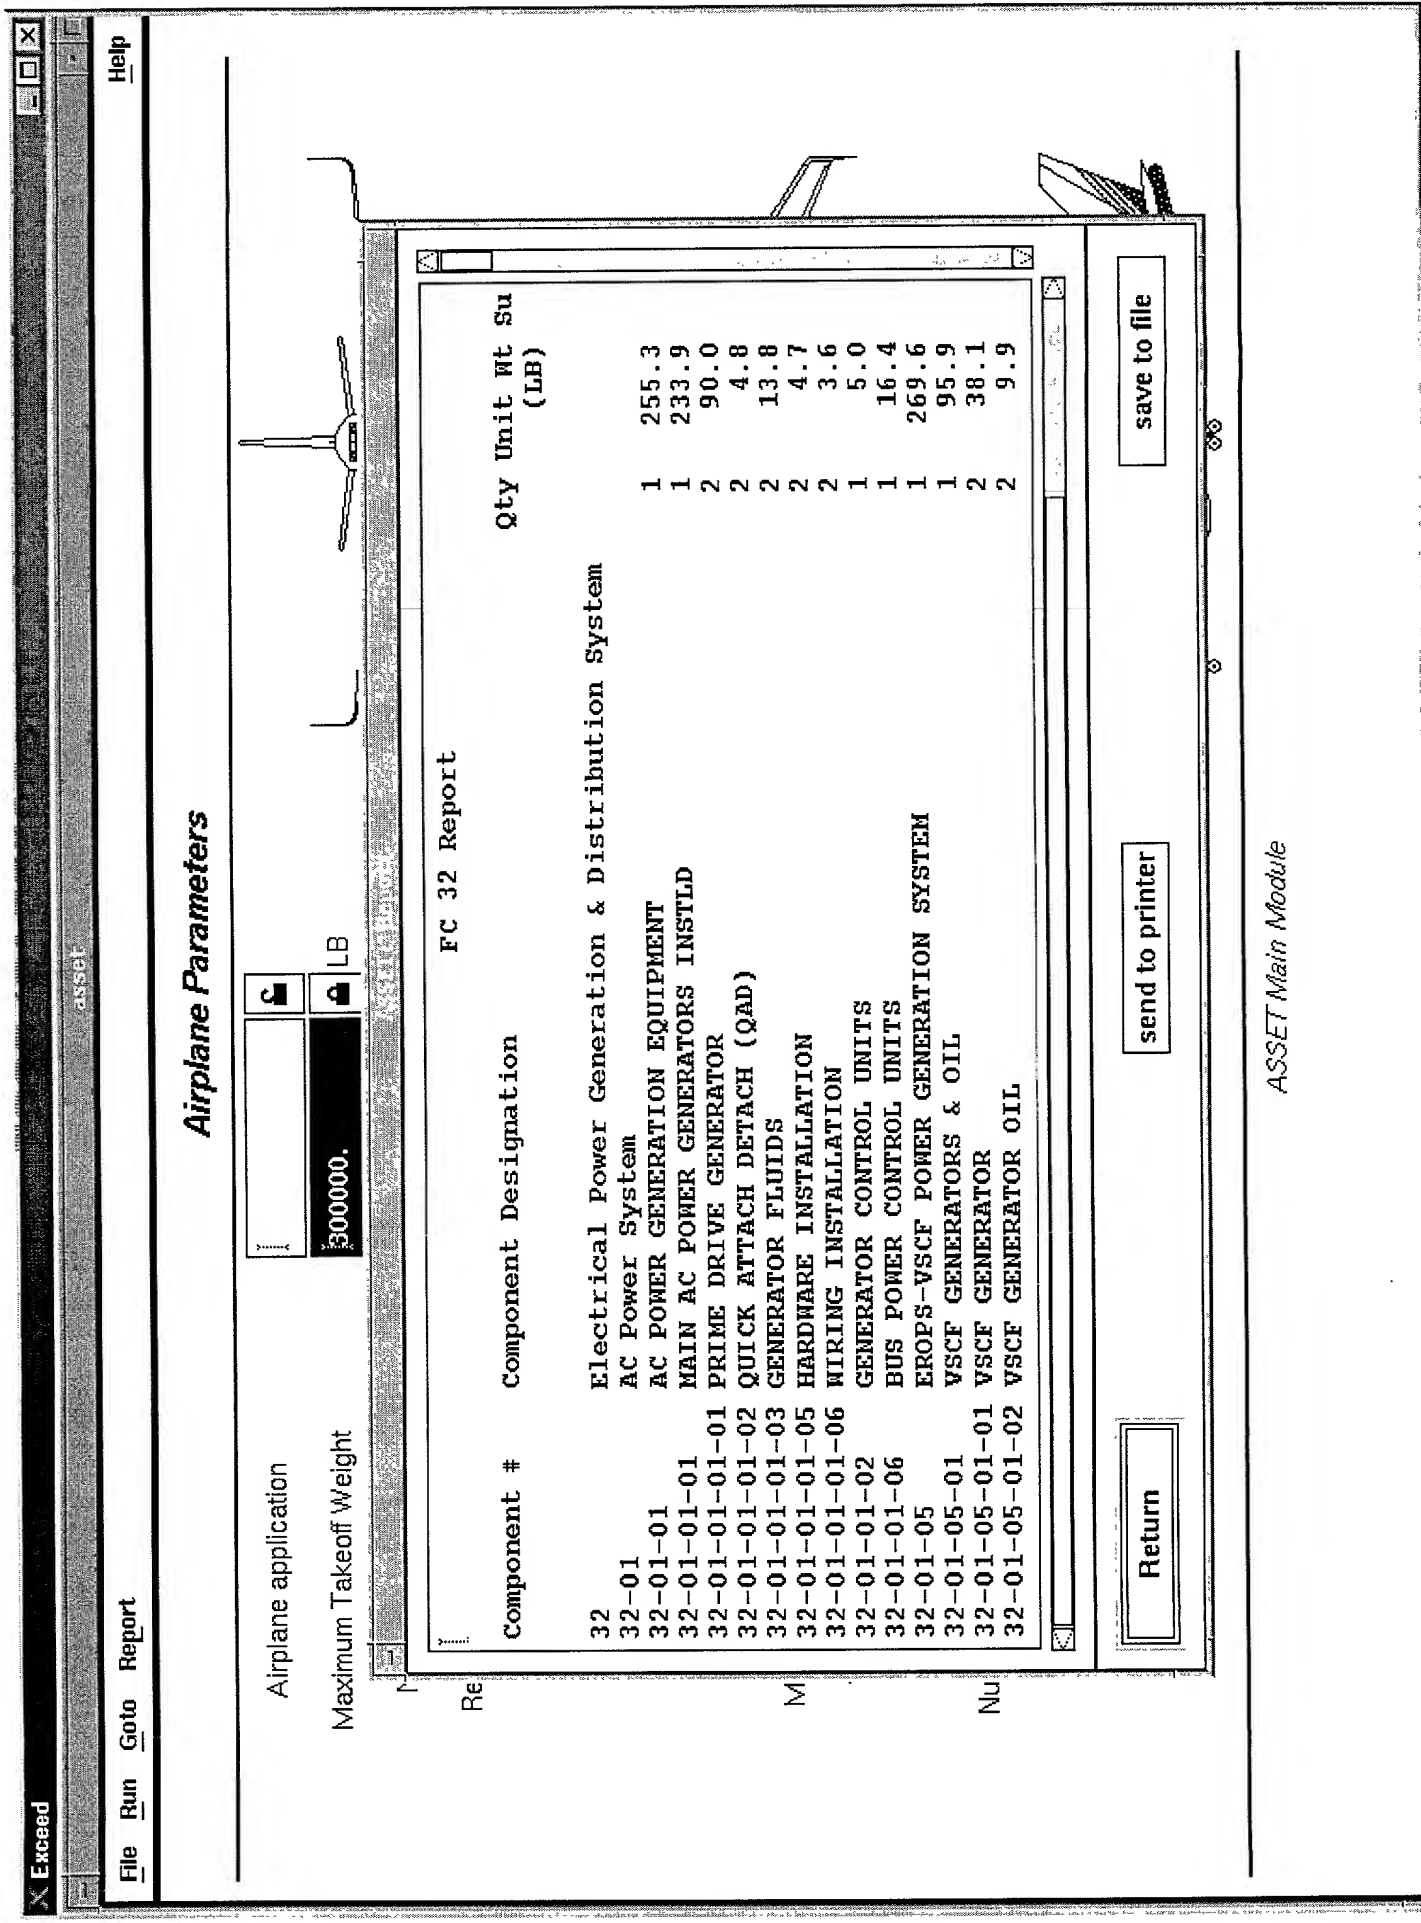 X Exceed
asset
File Run Goto Report Help
Airplane Parameters
Airplane application
Maximum Takeoff Weight 300000. LB
Re
M
Nu
FC 32 Report
Component # Component Designation Qty Unit Wt Su
(LB)
32 Electrical Power Generation & Distribution System
32-01 AC Power System
32-01-01 AC POWER GENERATION EQUIPMENT 1 255.3
32-01-01-01 MAIN AC POWER GENERATORS INSTLD 1 233.9
32-01-01-01-01 PRIME DRIVE GENERATOR 2 90.0
32-01-01-01-02 QUICK ATTACH DETACH (QAD) 2 4.8
32-01-01-01-03 GENERATOR FLUIDS 2 13.8
32-01-01-01-05 HARDWARE INSTALLATION 2 4.7
32-01-01-01-06 WIRING INSTALLATION 2 3.6
32-01-01-02 GENERATOR CONTROL UNITS 1 5.0
32-01-01-06 BUS POWER CONTROL UNITS 1 16.4
32-01-05 EROPS-VSCF POWER GENERATION SYSTEM 1 269.6
32-01-05-01 VSCF GENERATORS & OIL 1 95.9
32-01-05-01-01 VSCF GENERATOR 2 38.1
32-01-05-01-02 VSCF GENERATOR OIL 2 9.9
Return send to printer save to file
ASSET Main Module